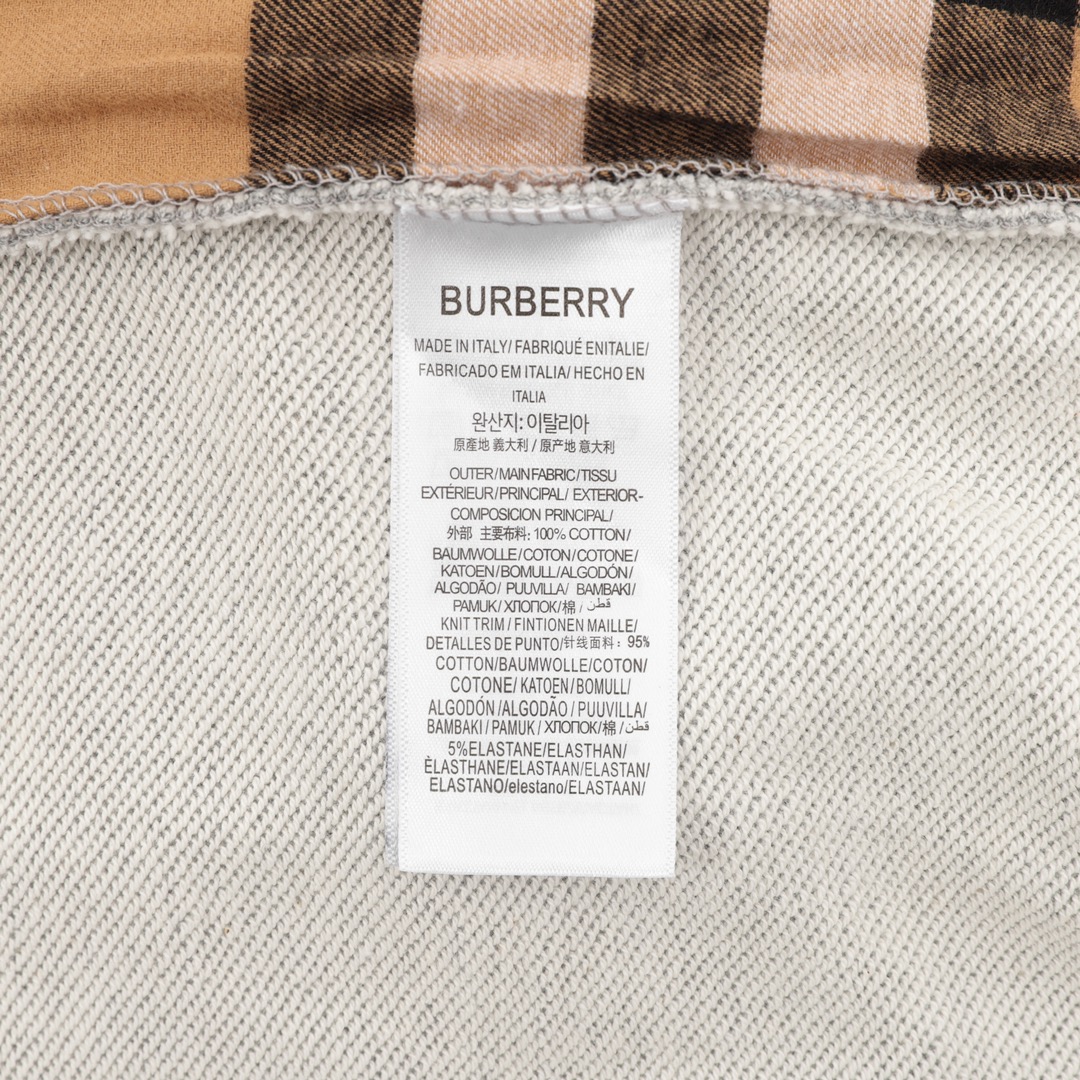 BURBERRY
MADE IN ITALY/ FABRIQUÉ ENITALIE/
FABRICADO EM ITALIA/ HECHO EN
ITALIA
완산지: 이탈리아
原產地 義大利 / 原产地 意大利
OUTER/MAIN FABRIC/TISSU
EXTÉRIEUR/PRINCIPAL/ EXTERIOR-
COMPOSICION PRINCIPAL/
外部 主要布料: 100% COTTON/
BAUMWOLLE/COTON/COTONE/
KATOEN/BOMULL/ALGODÓN/
ALGODÃO/ PUUVILLA/ BAMBAKI/
PAMUK/ХЛОПОК/棉 / قطن
KNIT TRIM / FINTIONEN MAILLE/
DETALLES DE PUNTO/针线面料: 95%
COTTON/BAUMWOLLE/COTON/
COTONE/ KATOEN/BOMULL/
ALGODÓN /ALGODÃO / PUUVILLA/
BAMBAKI / PAMUK / ХЛОПОК/棉 /قطن
5%ELASTANE/ELASTHAN/
ÈLASTHANE/ELASTAAN/ELASTAN/
ELASTANO/elestano/ELASTAAN/